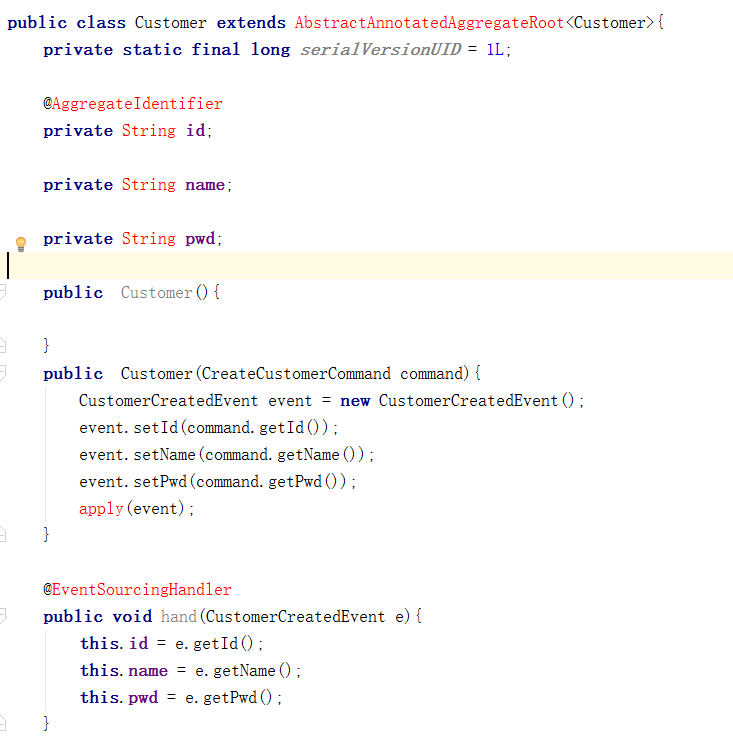 public class Customer extends AbstractAnnotatedAggregateRoot<Customer>{
    private static final long serialVersionUID = 1L;
    @AggregateIdentifier
    private String id;
    private String name;
    private String pwd;
    public  Customer(){
    }
    public  Customer(CreateCustomerCommand command){
        CustomerCreatedEvent event = new CustomerCreatedEvent();
        event.setId(command.getId());
        event.setName(command.getName());
        event.setPwd(command.getPwd());
        apply(event);
    }
    @EventSourcingHandler
    public void hand(CustomerCreatedEvent e){
        this.id = e.getId();
        this.name = e.getName();
        this.pwd = e.getPwd();
    }